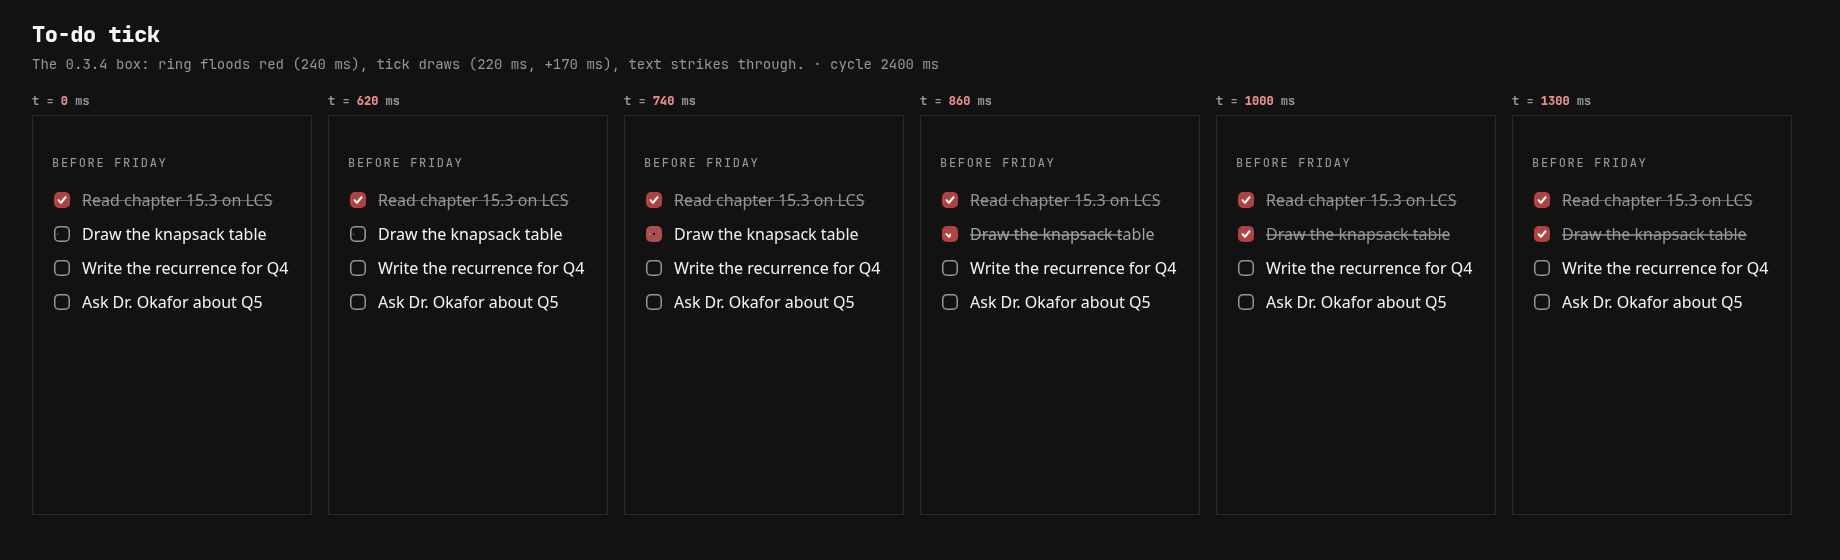 To-do tick
The 0.3.4 box: ring floods red (240 ms), tick draws (220 ms, +170 ms), text strikes through. · cycle 2400 ms
t = 0 ms
BEFORE FRIDAY
Read chapter 15.3 on LCS
Draw the knapsack table
Write the recurrence for Q4
Ask Dr. Okafor about Q5
t = 620 ms
BEFORE FRIDAY
Read chapter 15.3 on LCS
Draw the knapsack table
Write the recurrence for Q4
Ask Dr. Okafor about Q5
t = 740 ms
BEFORE FRIDAY
Read chapter 15.3 on LCS
Draw the knapsack table
Write the recurrence for Q4
Ask Dr. Okafor about Q5
t = 860 ms
BEFORE FRIDAY
Read chapter 15.3 on LCS
Draw the knapsack table
Write the recurrence for Q4
Ask Dr. Okafor about Q5
t = 1000 ms
BEFORE FRIDAY
Read chapter 15.3 on LCS
Draw the knapsack table
Write the recurrence for Q4
Ask Dr. Okafor about Q5
t = 1300 ms
BEFORE FRIDAY
Read chapter 15.3 on LCS
Draw the knapsack table
Write the recurrence for Q4
Ask Dr. Okafor about Q5